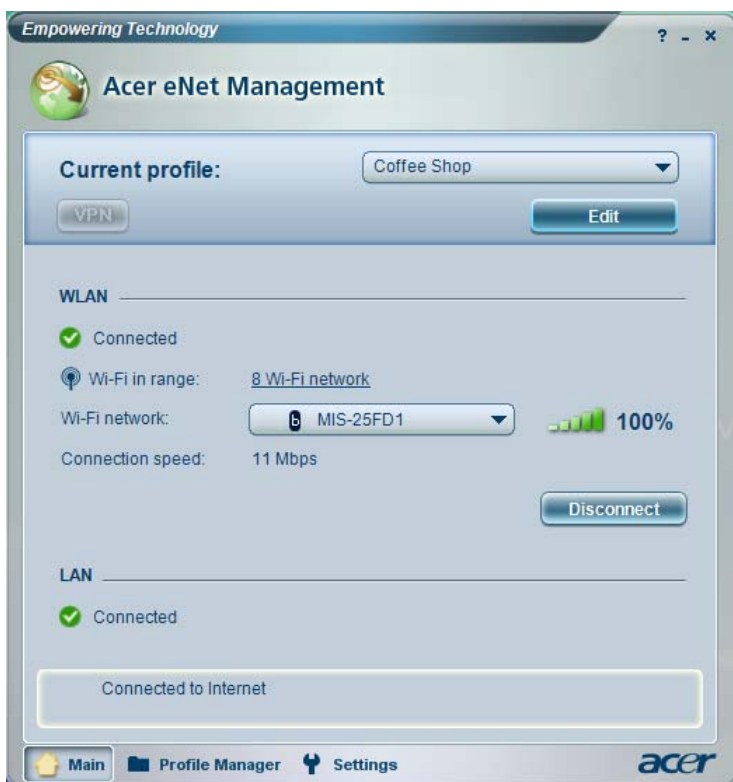 Empowering Technology
? - ×
Acer eNet Management
Current profile: Coffee Shop
VPN Edit
WLAN
Connected
Wi-Fi in range: 8 Wi-Fi network
Wi-Fi network: b MIS-25FD1 100%
Connection speed: 11 Mbps
Disconnect
LAN
Connected
Connected to Internet
Main Profile Manager Settings acer